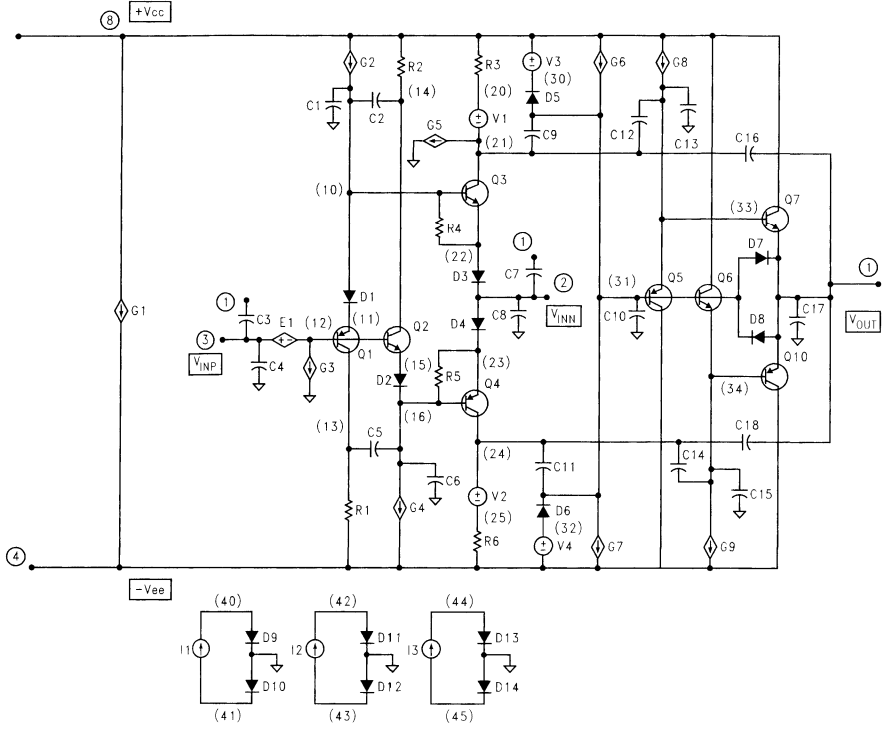 8 +Vcc
G2 R2 R3 V3 G6 G8
(30)
(14) (20) D5
C1 C2 V1
G5 C9 C12 C13 C16
(21)
Q3 Q7
(10) (33)
R4
1 D7
(22)
D3 C7 2 (31) Q5 Q6 1
D1
G1
1 C8 VINN C10 C17 VOUT
C3 E1 (12) (11) Q2 D4 D8
3 Q10
VINP C4 G3 Q1 (15) (23)
D2 R5 Q4 (34)
(16)
(13) C5 C18
(24) C14
C6 C11 C15
V2 D6
R1 G4 (25) (32) G7 G9
R6 V4
4
-Vee
(40) (42) (44)
D9 D11 D13
I1 I2 I3
D10 D12 D14
(41) (43) (45)